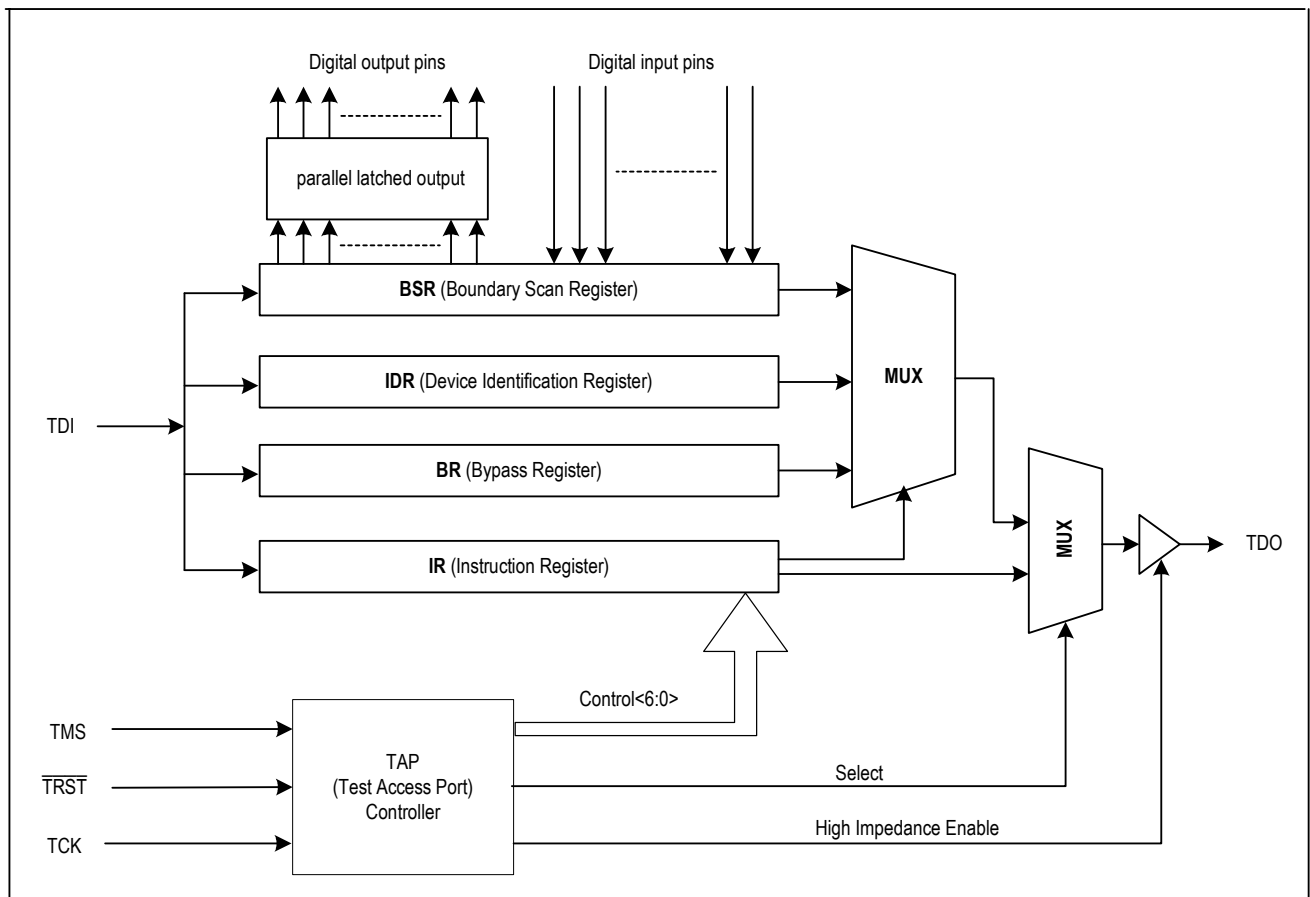 Digital output pins
Digital input pins
parallel latched output
BSR (Boundary Scan Register)
IDR (Device Identification Register)
MUX
TDI
BR (Bypass Register)
MUX
TDO
IR (Instruction Register)
Control<6:0>
TMS
TAP
(Test Access Port)
Controller
TRST
Select
High Impedance Enable
TCK